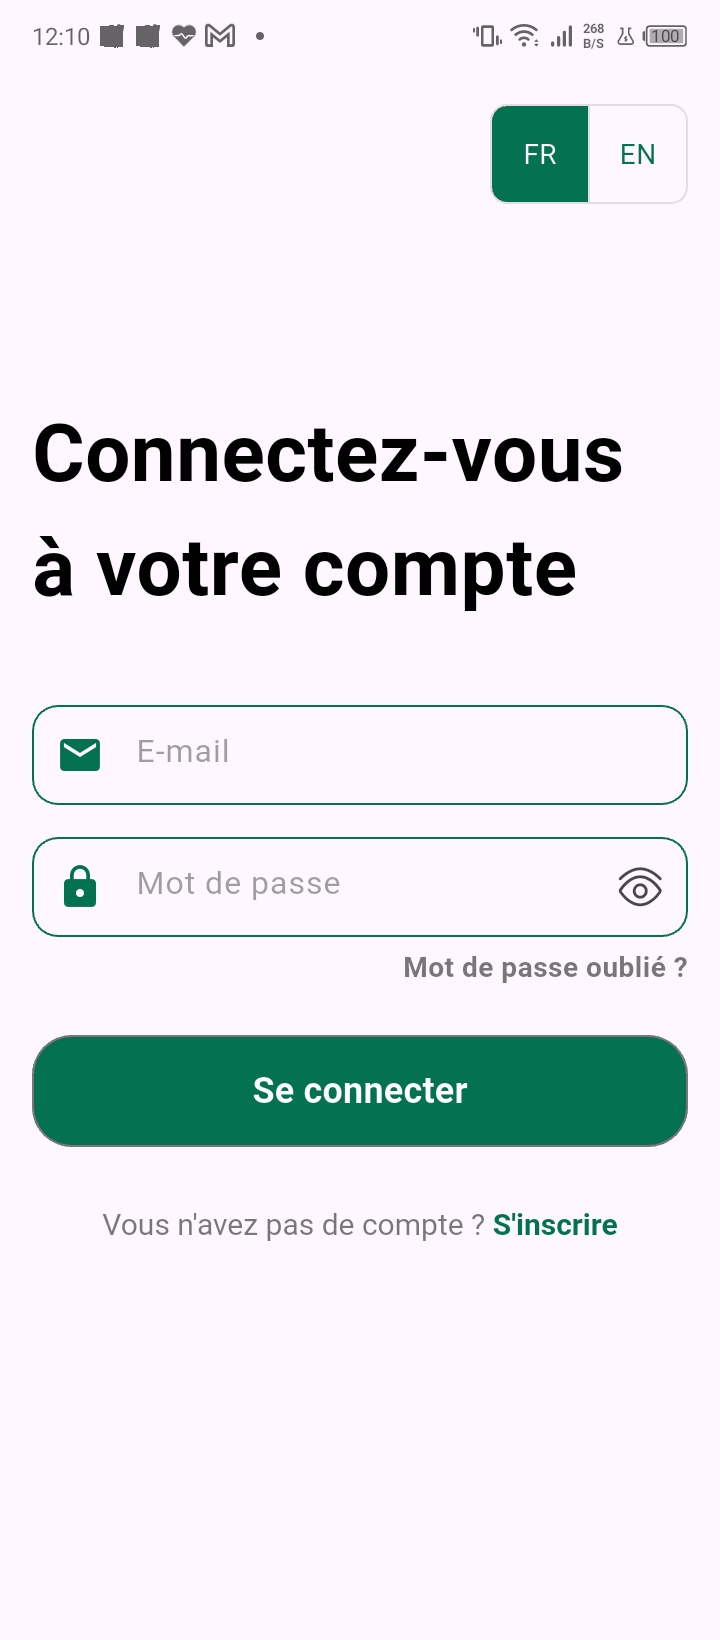 12:10 268 B/S 100
FR EN
Connectez-vous
à votre compte
E-mail
Mot de passe
Mot de passe oublié ?
Se connecter
Vous n'avez pas de compte ? S'inscrire